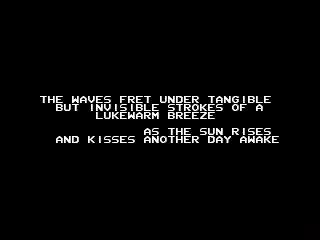 THE WAVES FRET UNDER TANGIBLE
BUT INVISIBLE STROKES OF A
LUKEWARM BREEZE
AS THE SUN RISES
AND KISSES ANOTHER DAY AWAKE